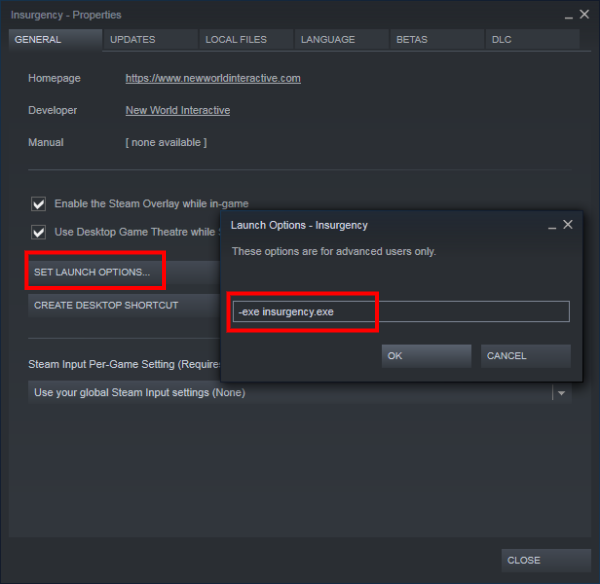 Insurgency - Properties
GENERAL UPDATES LOCAL FILES LANGUAGE BETAS DLC
Homepage https://www.newworldinteractive.com
Developer New World Interactive
Manual [ none available ]
Enable the Steam Overlay while in-game
Use Desktop Game Theatre while
SET LAUNCH OPTIONS...
CREATE DESKTOP SHORTCUT
Launch Options - Insurgency
These options are for advanced users only.
-exe insurgency.exe
OK CANCEL
Steam Input Per-Game Setting (Require
Use your global Steam Input settings (None)
CLOSE